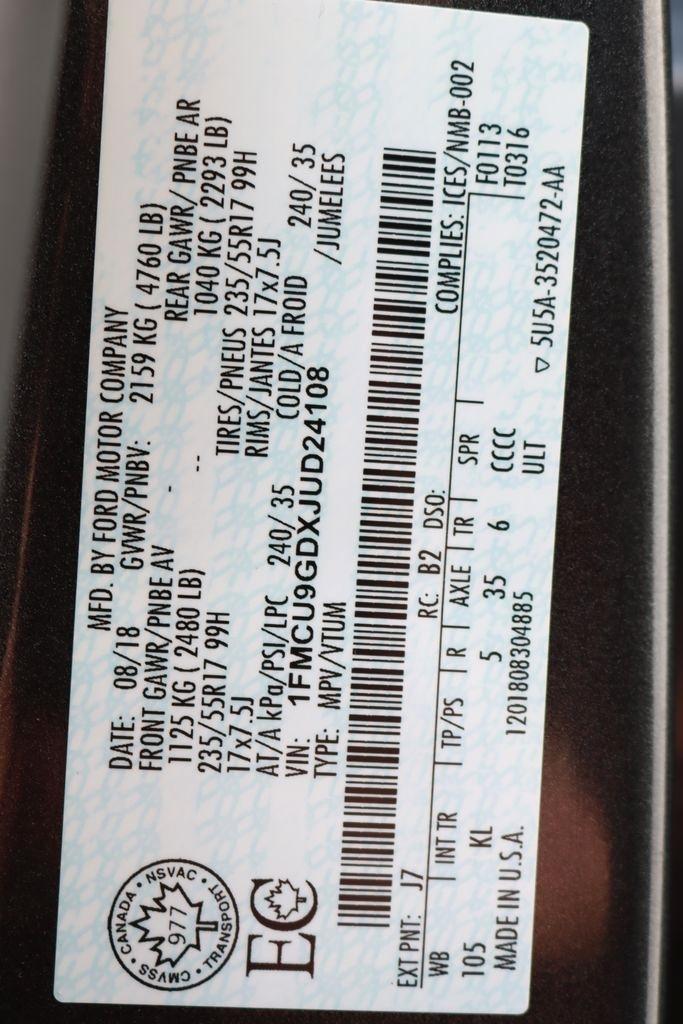 MFD. BY FORD MOTOR COMPANY
DATE: 08/18 GVWR/PNBV: 2159 KG ( 4760 LB)
FRONT GAWR/PNBE AV REAR GAWR/ PNBE AR
1125 KG ( 2480 LB) - 1040 KG ( 2293 LB)
235/55R17 99H -- TIRES/PNEUS 235/55R17 99H
17x7.5J RIMS/JANTES 17x7.5J
AT/A kPa/PSI/LPC 240/ 35 COLD/A FROID 240/ 35
VIN: 1FMCU9GDXJUD24108 /JUMELEES
TYPE: MPV/VTUM
CANADA • NSVAC • TRANSPORT • CMVSS •
977
EC
EXT PNT: J7 RC: B2 DSO: COMPLIES: ICES/NMB-002
WB INT TR TP/PS R AXLE TR SPR F0113
105 KL 5 35 6 CCCC T0316
ULT
MADE IN U.S.A. 1201808304885 ▽ 5U5A-3520472-AA